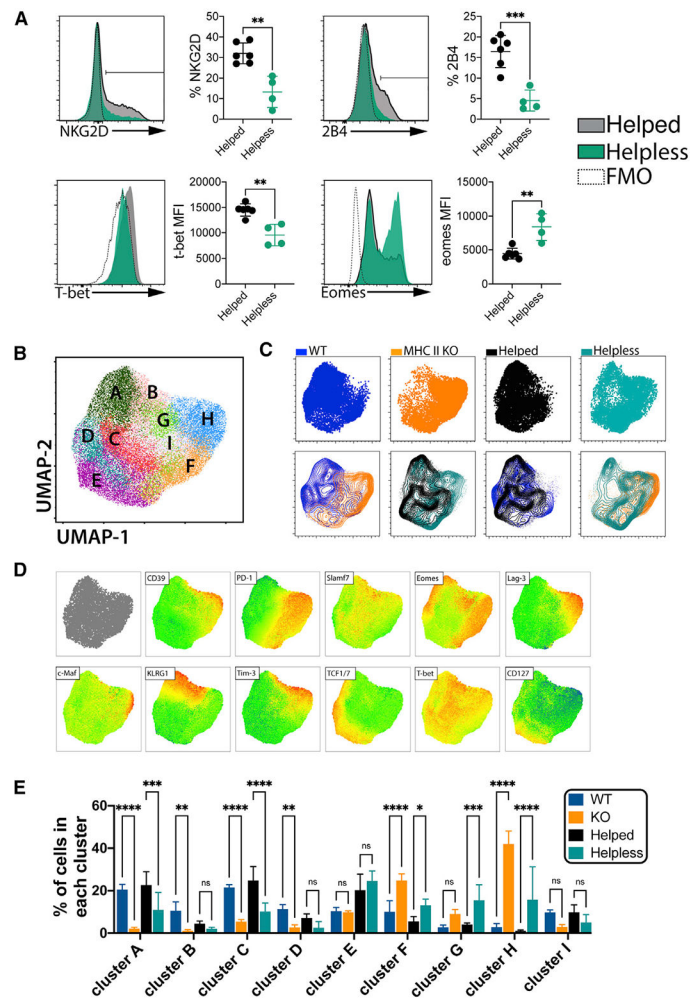 A
NKG2D
% NKG2D
50
40
30
20
10
0
**
Helped
Helpless
2B4
% 2B4
25
20
15
10
5
0
***
Helped
Helpless
Helped
Helpless
FMO
T-bet
t-bet MFI
20000
15000
10000
5000
0
**
Helped
Helpless
Eomes
eomes MFI
15000
10000
5000
0
**
Helped
Helpless
B
A
B
G
H
D
C
I
E
F
UMAP-2
UMAP-1
C
WT
MHC II KO
Helped
Helpless
D
CD39
PD-1
Slamf7
Eomes
Lag-3
c-Maf
KLRG1
Tim-3
TCF1/7
T-bet
CD127
E
% of cells in
each cluster
60
40
20
0
**** *** ** ns **** **** ** ns ns ns **** * ns *** **** **** ns ns
WT
KO
Helped
Helpless
cluster A
cluster B
cluster C
cluster D
cluster E
cluster F
cluster G
cluster H
cluster I